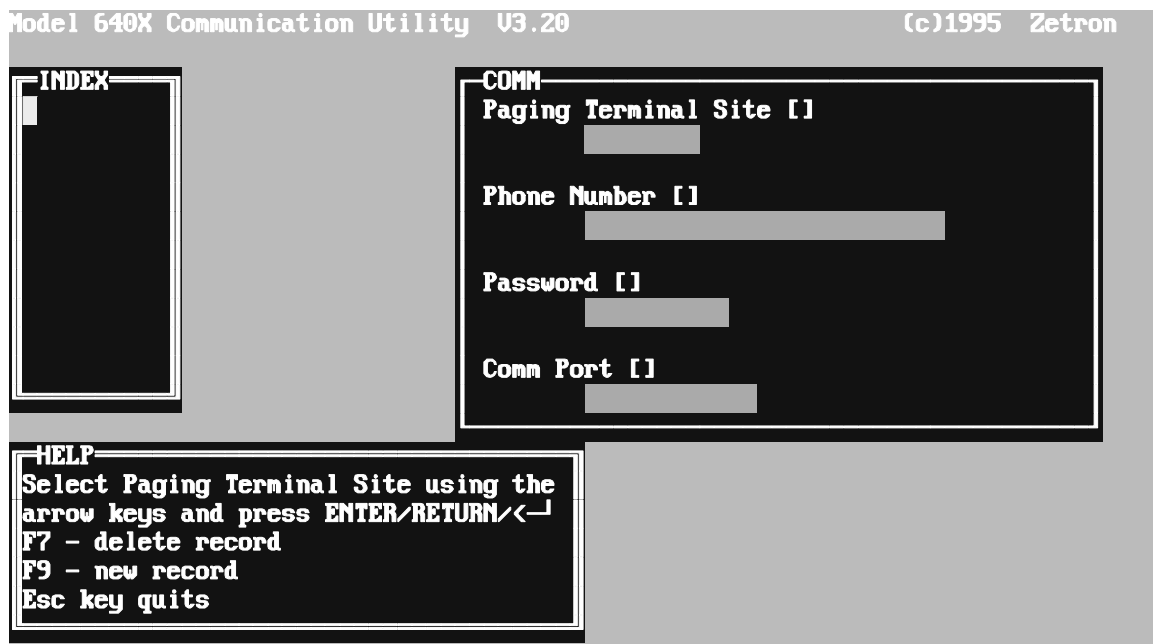 Model 640X Communication Utility V3.20 (c)1995 Zetron
INDEX
COMM
Paging Terminal Site []
Phone Number []
Password []
Comm Port []
HELP
Select Paging Terminal Site using the
arrow keys and press ENTER/RETURN/<─┘
F7 - delete record
F9 - new record
Esc key quits